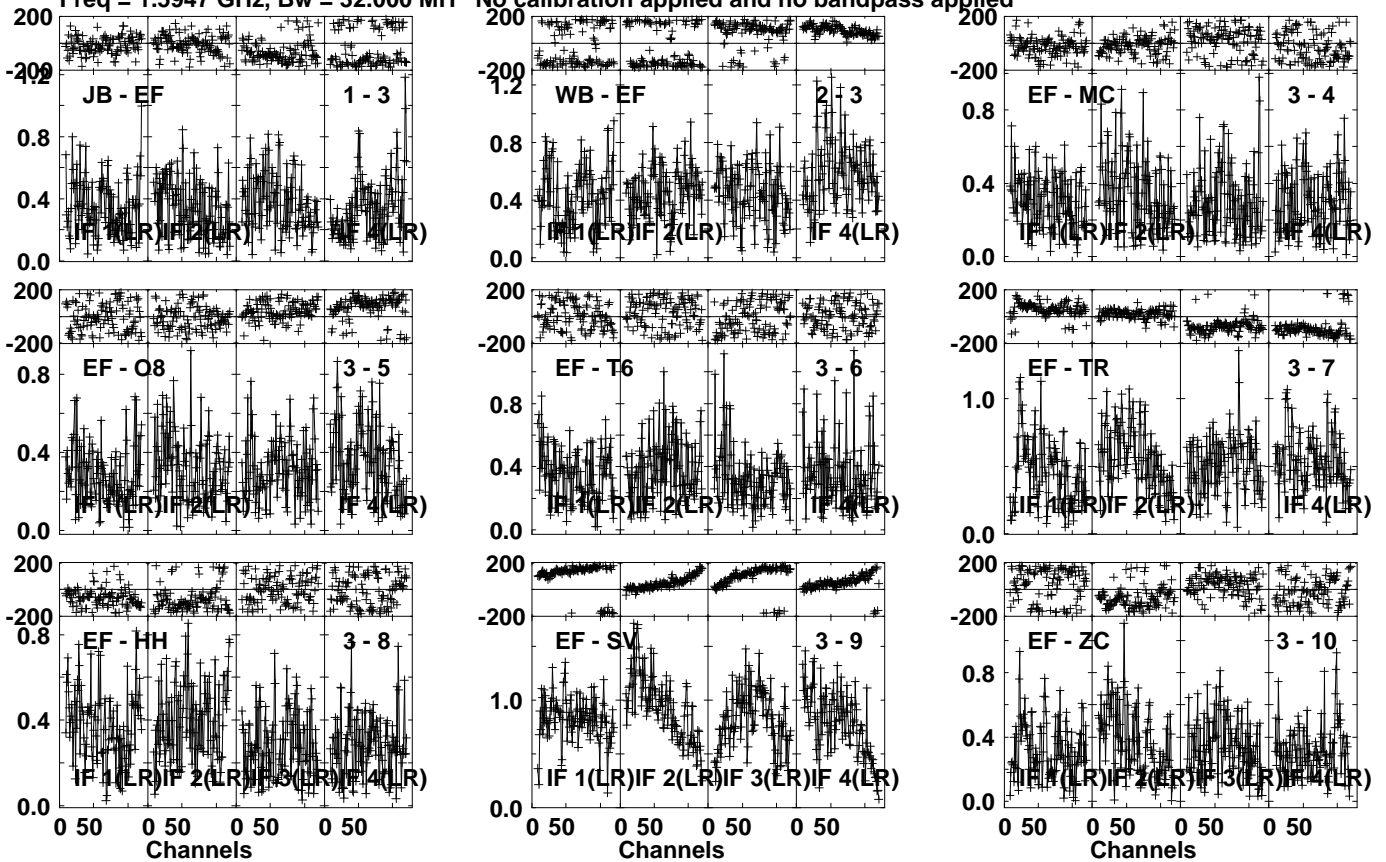 Freq = 1.5947 GHz, Bw = 32.000 MH No calibration applied and no bandpass applied
200
-200
1.2
0.8
0.4
0.0
JB - EF 1 - 3
IF 1(LR) IF 2(LR) IF 4(LR)
200
-200
1.2
0.8
0.4
0.0
WB - EF 2 - 3
IF 1(LR) IF 2(LR) IF 4(LR)
200
-200
0.8
0.4
0.0
EF - MC 3 - 4
IF 1(LR) IF 2(LR) IF 4(LR)
200
-200
0.8
0.4
0.0
EF - O8 3 - 5
IF 1(LR) IF 2(LR) IF 4(LR)
200
-200
0.8
0.4
0.0
EF - T6 3 - 6
IF 1(LR) IF 2(LR) IF 4(LR)
200
-200
1.0
0.0
EF - TR 3 - 7
IF 1(LR) IF 2(LR) IF 4(LR)
200
-200
0.8
0.4
0.0
EF - HH 3 - 8
IF 1(LR) IF 2(LR) IF 3(LR) IF 4(LR)
0 50 0 50 0 50 0 50
Channels
200
-200
1.0
0.0
EF - SV 3 - 9
IF 1(LR) IF 2(LR) IF 3(LR) IF 4(LR)
0 50 0 50 0 50 0 50
Channels
200
-200
0.8
0.4
0.0
EF - ZC 3 - 10
IF 1(LR) IF 2(LR) IF 3(LR) IF 4(LR)
0 50 0 50 0 50 0 50
Channels